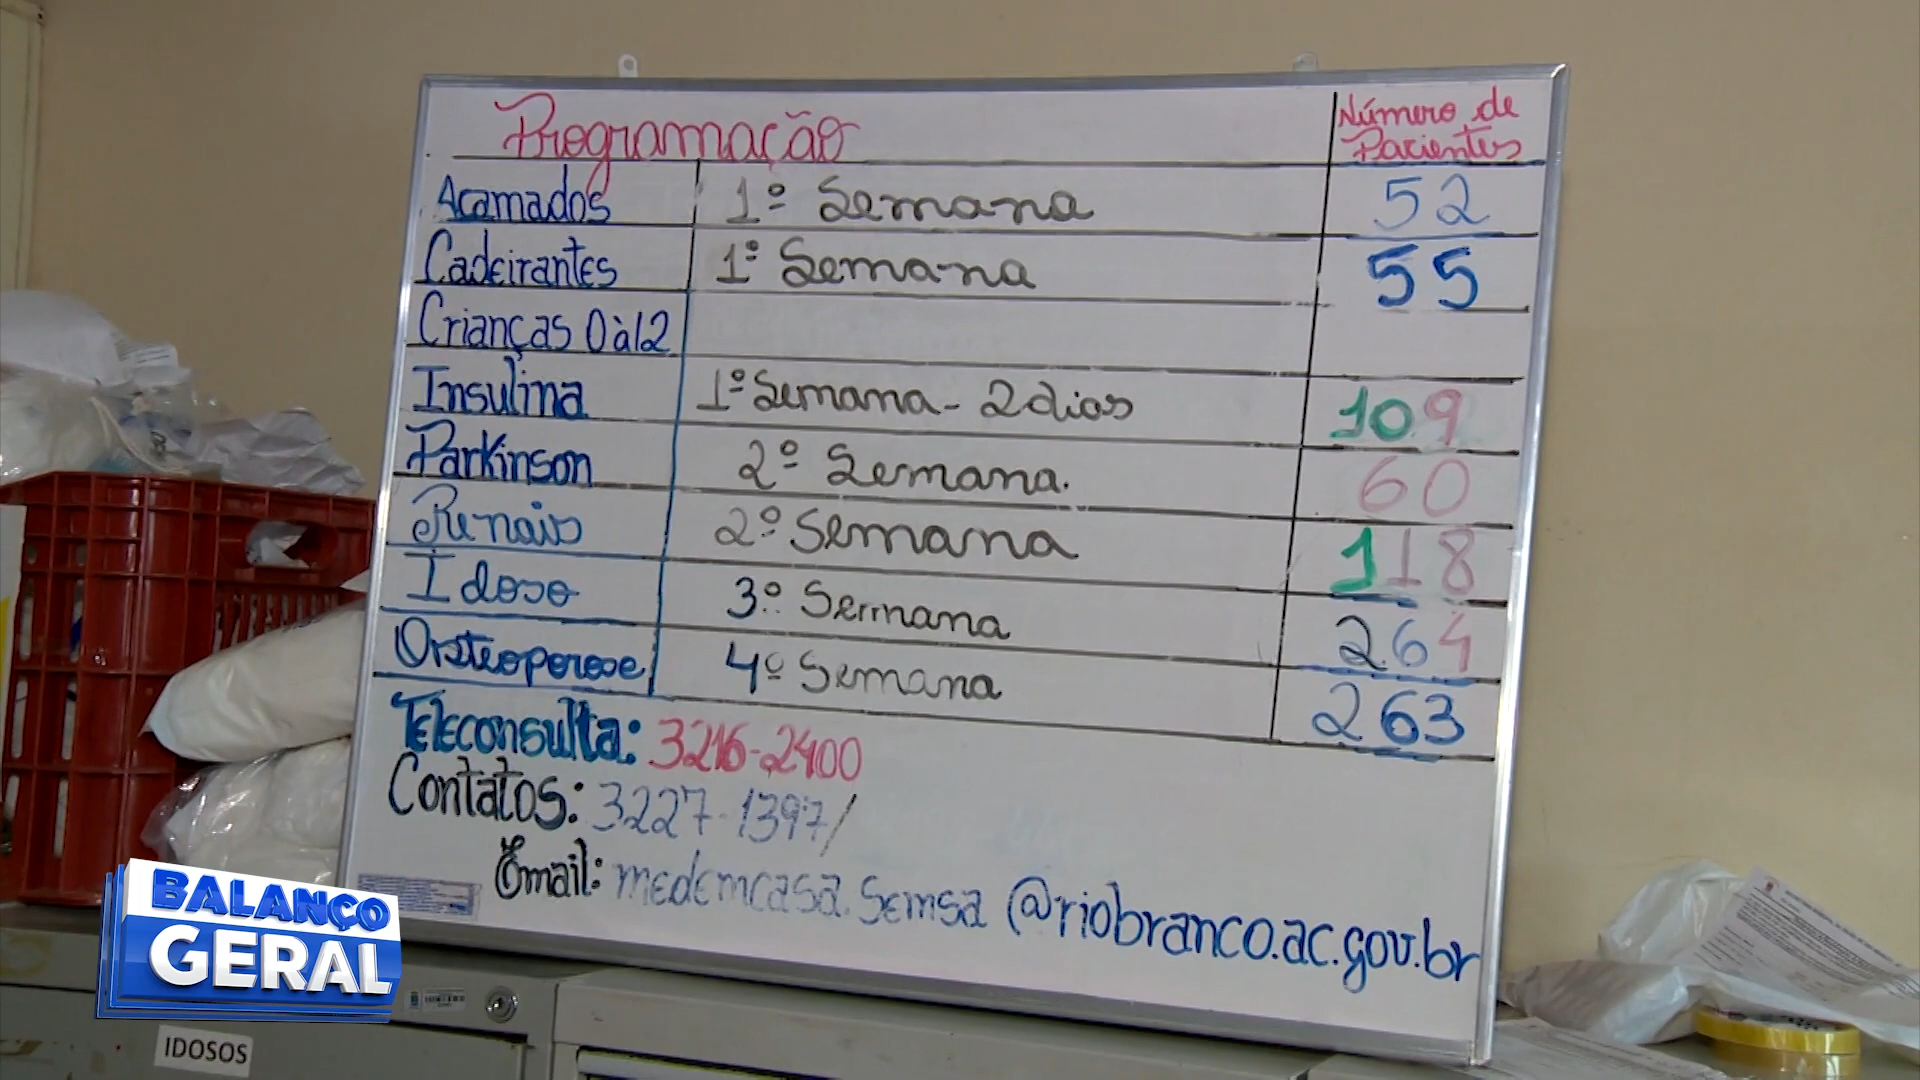 Programação Número de
Pacientes
Acamados 1º Semana 52
Cadeirantes 1º Semana 55
Crianças 0 à 12
Insulina 1º Semana - 2 dias 109
Parkinson 2º Semana. 60
Renais 2º Semana 118
Idoso 3º Semana 264
Osteoporose 4º Semana 263
Teleconsulta: 3216-2400
Contatos: 3227-1397/
Email: medemcasa.semsa@riobranco.ac.gov.br
BALANÇO
GERAL
IDOSOS